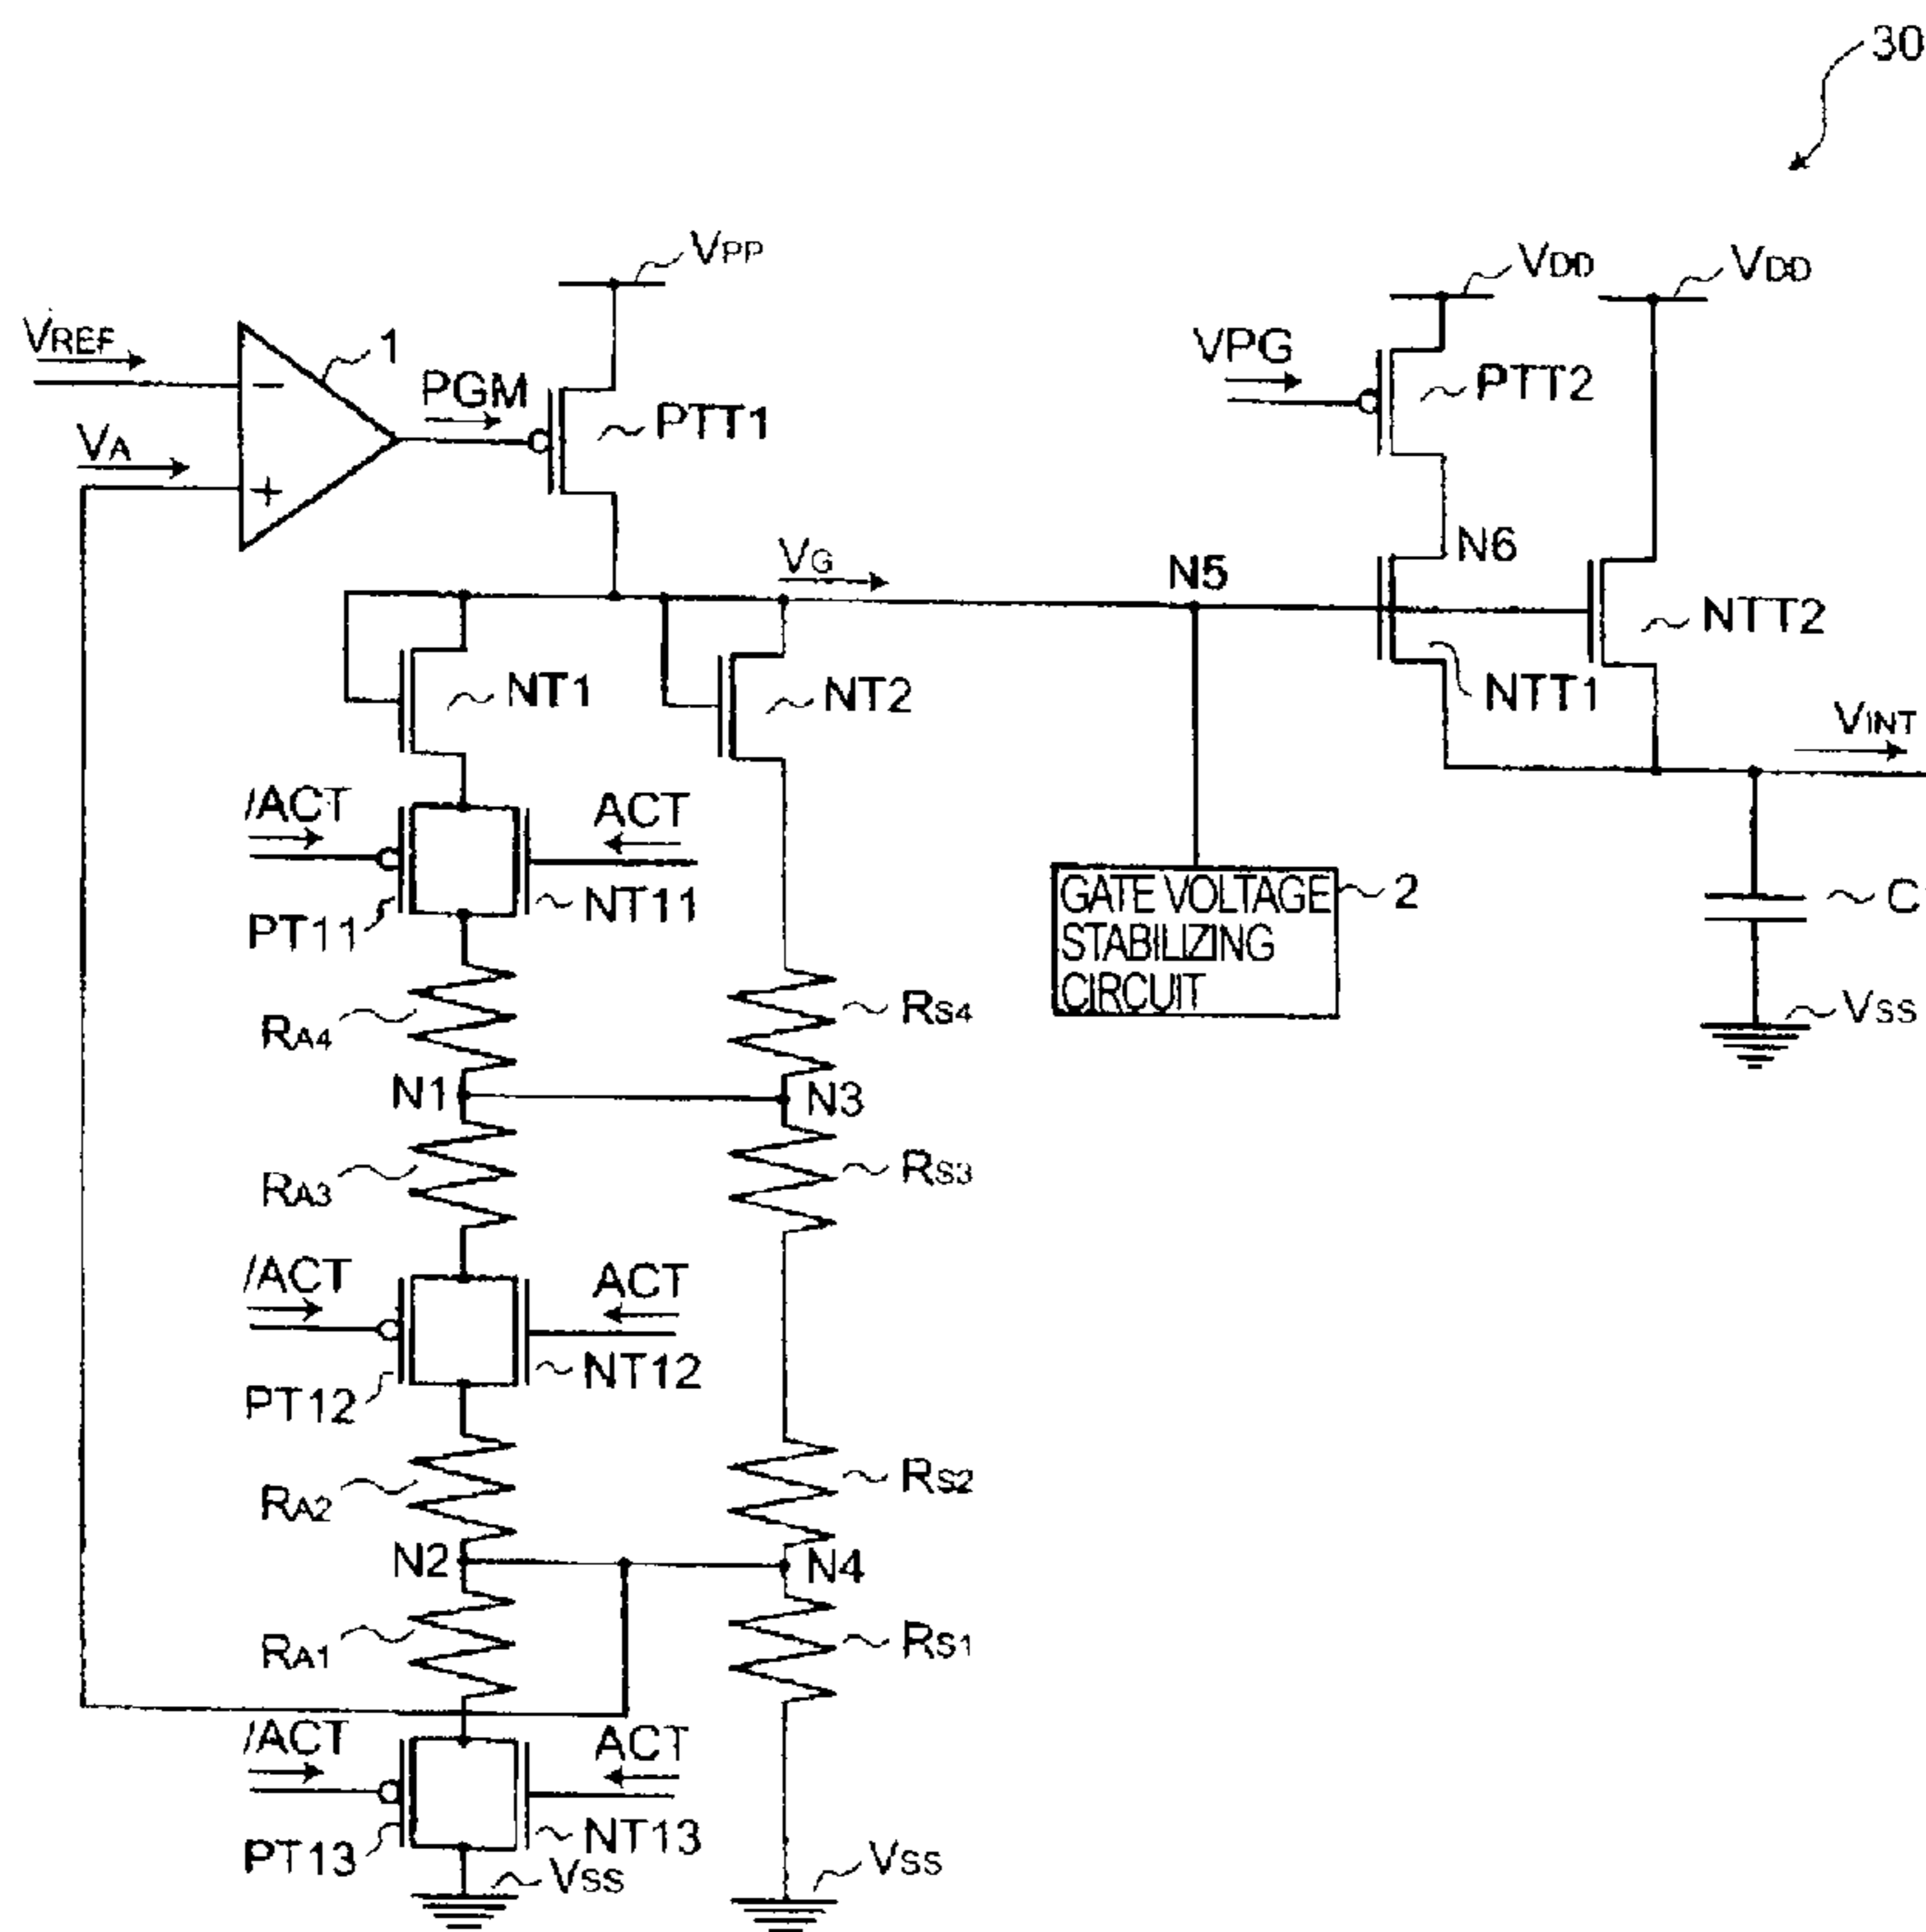 30
VPP
VDD
VDD
VREF
1
VPG
PGM
PTT2
VA
PTT1
−
+
VG
N5
N6
NTT2
NT1
NT2
NTT1
VINT
/ACT
ACT
GATE VOLTAGE
STABILIZING
CIRCUIT
2
PT11
NT11
RA4
RS4
VSS
N1
N3
RA3
RS3
/ACT
ACT
PT12
NT12
RA2
RS2
N2
N4
RA1
RS1
/ACT
ACT
PT13
NT13
VSS
VSS